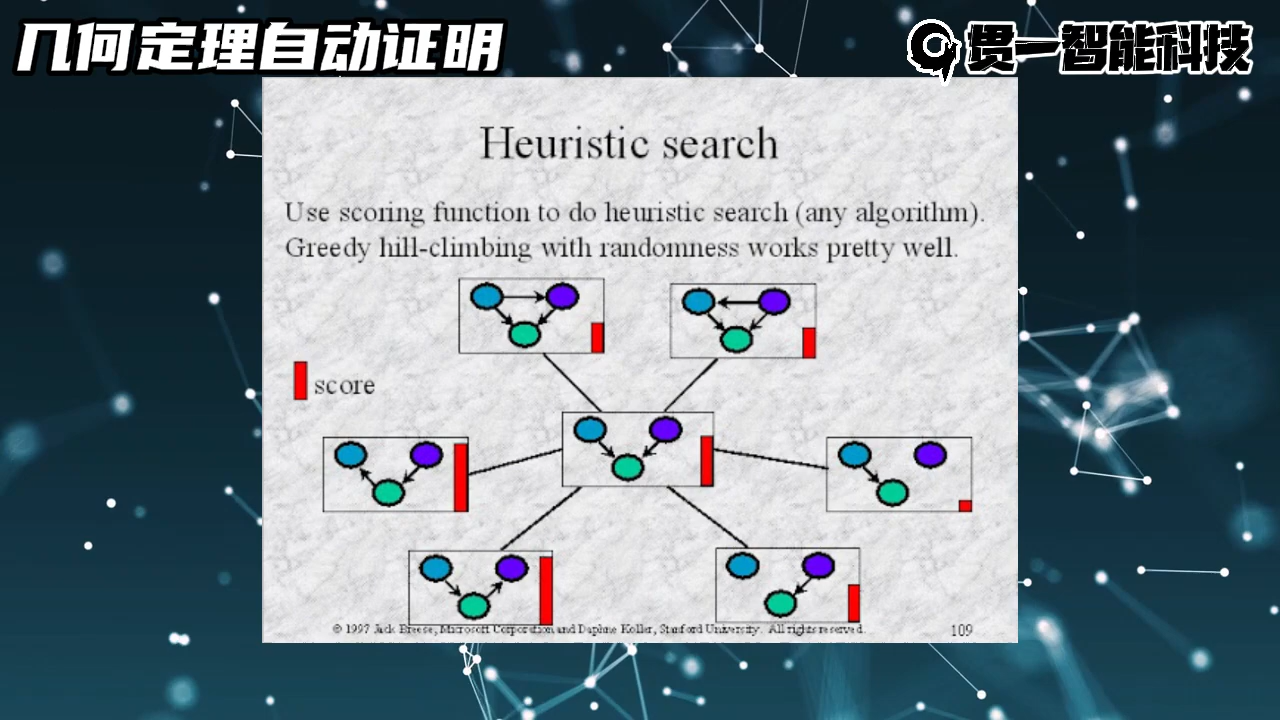 几何定理自动证明
贯一智能科技
Heuristic search
Use scoring function to do heuristic search (any algorithm).
Greedy hill-climbing with randomness works pretty well.
score
© 1997 Jack Breese, Microsoft Corporation and Daphne Koller, Stanford University. All rights reserved.
109